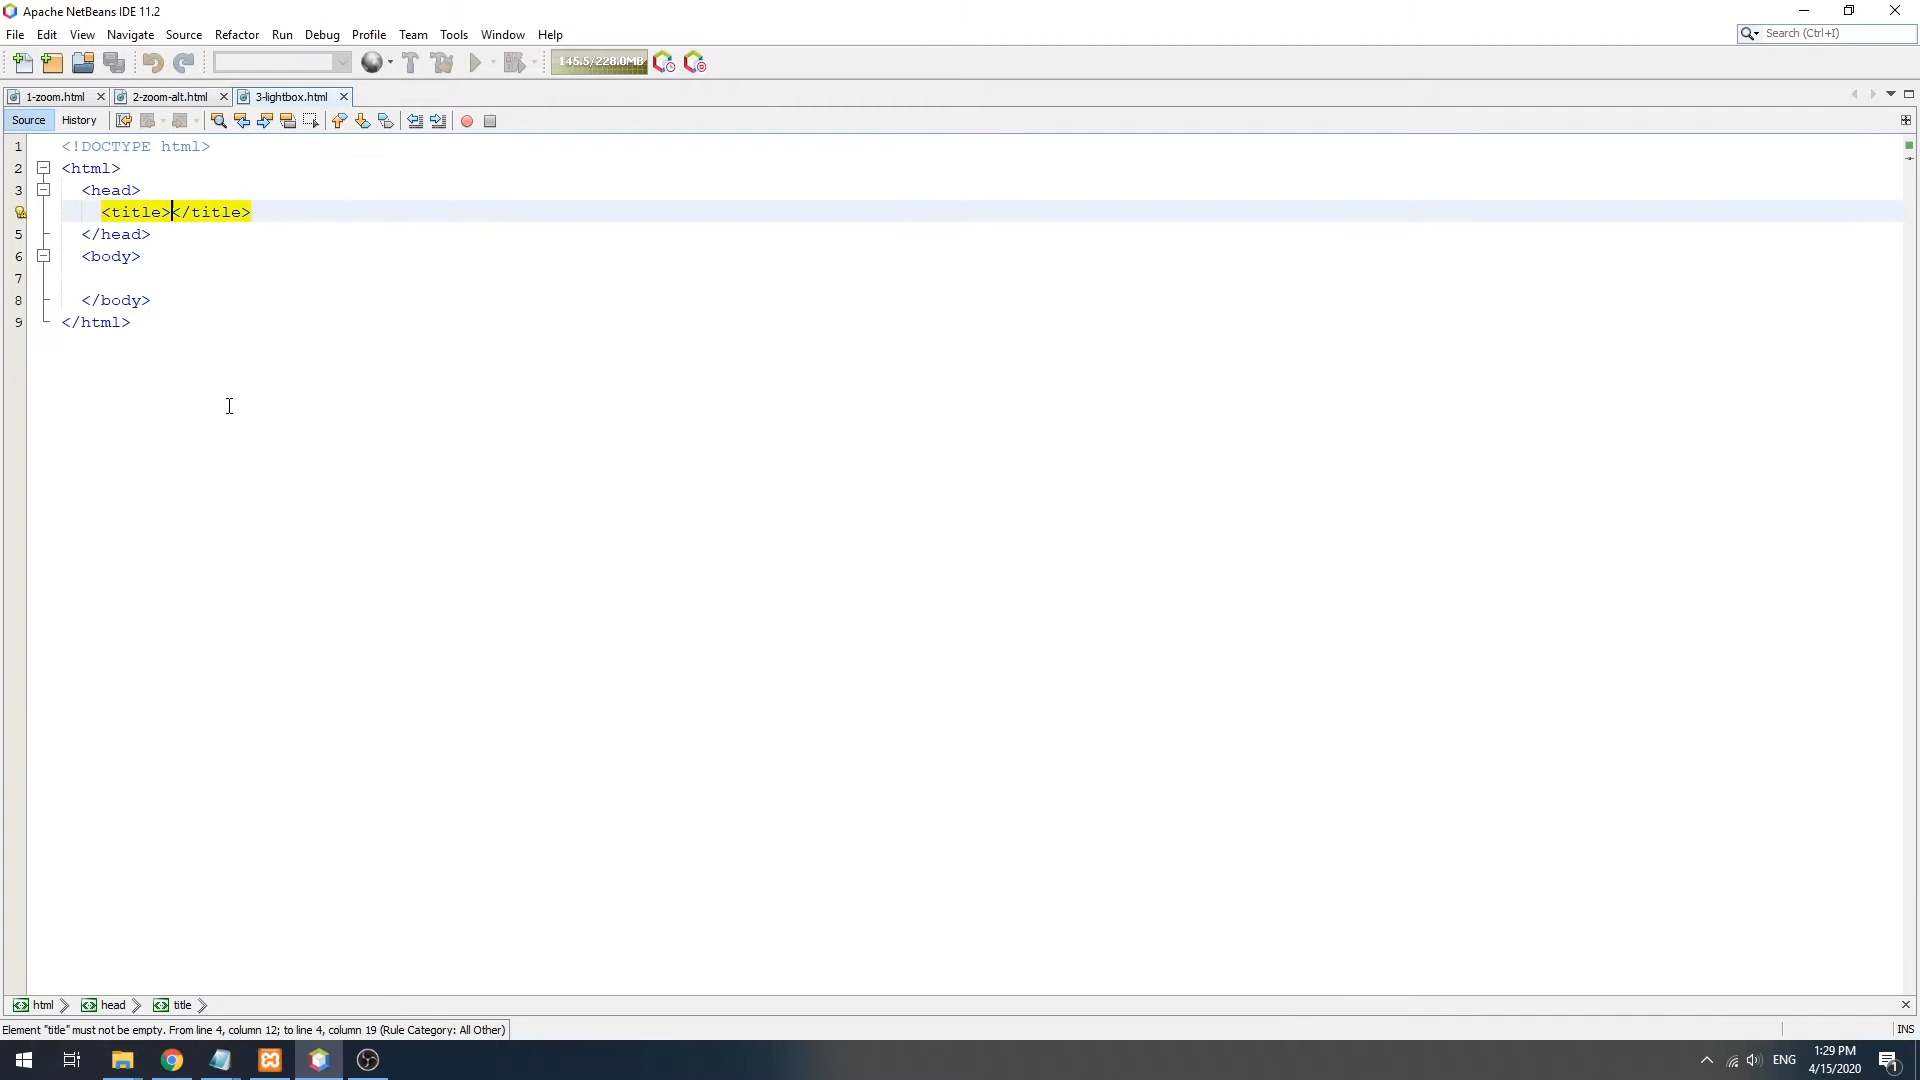 Apache NetBeans IDE 11.2
File Edit View Navigate Source Refactor Run Debug Profile Team Tools Window Help
Search (Ctrl+I)
145.5/228.0MB
1-zoom.html 2-zoom-alt.html 3-lightbox.html
Source History
1 <!DOCTYPE html>
2 <html>
3 <head>
<title></title>
5 </head>
6 <body>
7
8 </body>
9 </html>
html head title
Element "title" must not be empty. From line 4, column 12; to line 4, column 19 (Rule Category: All Other)
INS
ENG
1:29 PM
4/15/2020
1